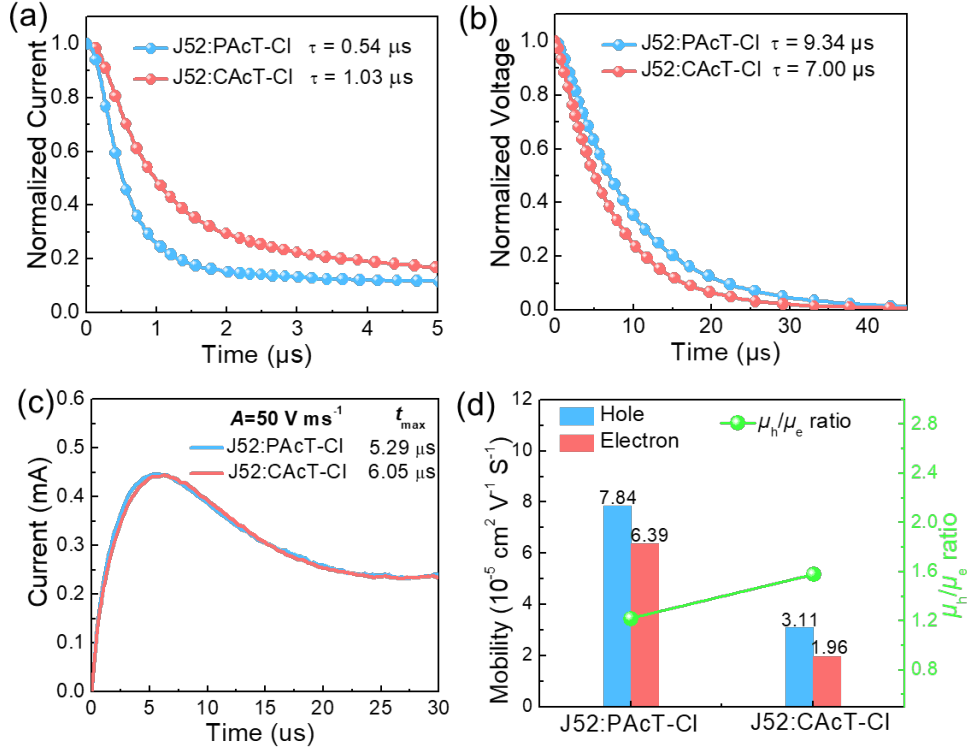 (a)
J52:PAcT-Cl τ = 0.54 μs
J52:CAcT-Cl τ = 1.03 μs
Normalized Current
1.0
0.8
0.6
0.4
0.2
0.0
0 1 2 3 4 5
Time (μs)
(b)
J52:PAcT-Cl τ = 9.34 μs
J52:CAcT-Cl τ = 7.00 μs
Normalized Voltage
1.0
0.8
0.6
0.4
0.2
0.0
0 10 20 30 40
Time (μs)
(c)
A=50 V ms⁻¹ t_max
J52:PAcT-Cl 5.29 μs
J52:CAcT-Cl 6.05 μs
Current (mA)
0.6
0.5
0.4
0.3
0.2
0.1
0.0
0 5 10 15 20 25 30
Time (us)
(d)
Hole
Electron
μh/μe ratio
Mobility (10⁻⁵ cm² V⁻¹ S⁻¹)
12
10
8
6
4
2
0
7.84
6.39
3.11
1.96
J52:PAcT-Cl J52:CAcT-Cl
2.8
2.4
2.0
1.6
1.2
0.8
μh/μe ratio